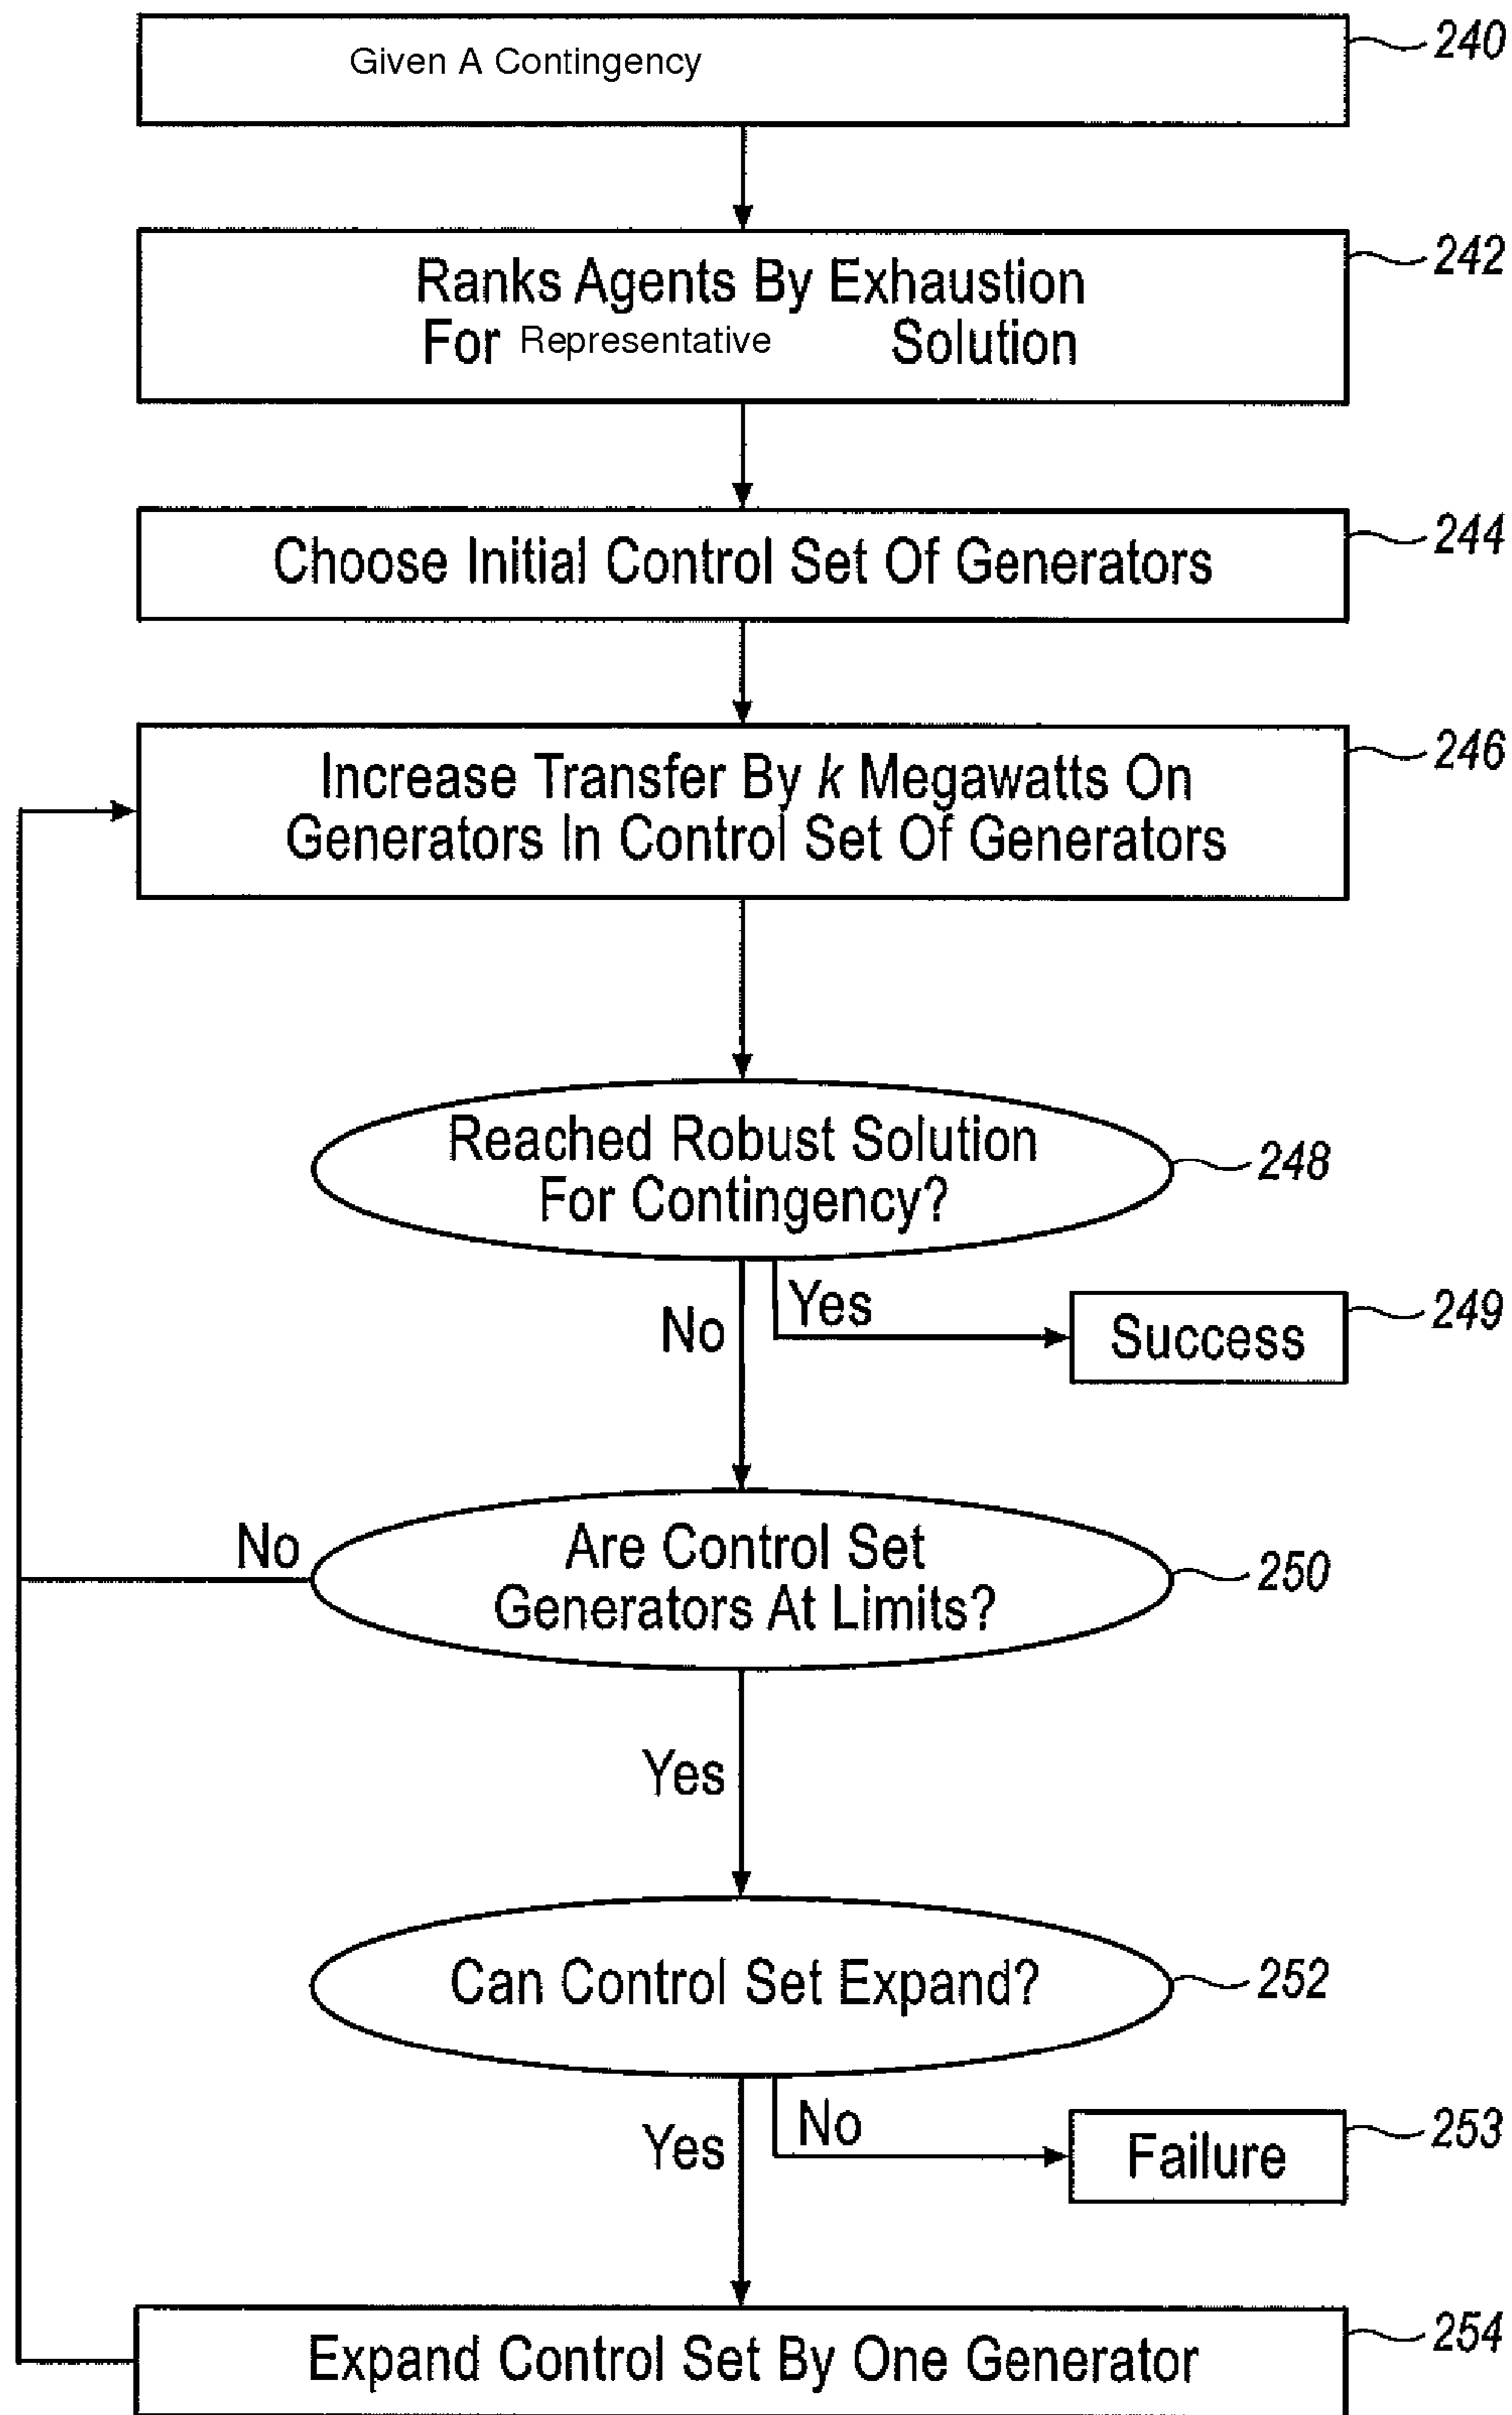 Given A Contingency
240
Ranks Agents By Exhaustion
For Representative Solution
242
Choose Initial Control Set Of Generators
244
Increase Transfer By k Megawatts On
Generators In Control Set Of Generators
246
Reached Robust Solution
For Contingency?
248
No
Yes
Success
249
No
Are Control Set
Generators At Limits?
250
Yes
Can Control Set Expand?
252
Yes
No
Failure
253
Expand Control Set By One Generator
254